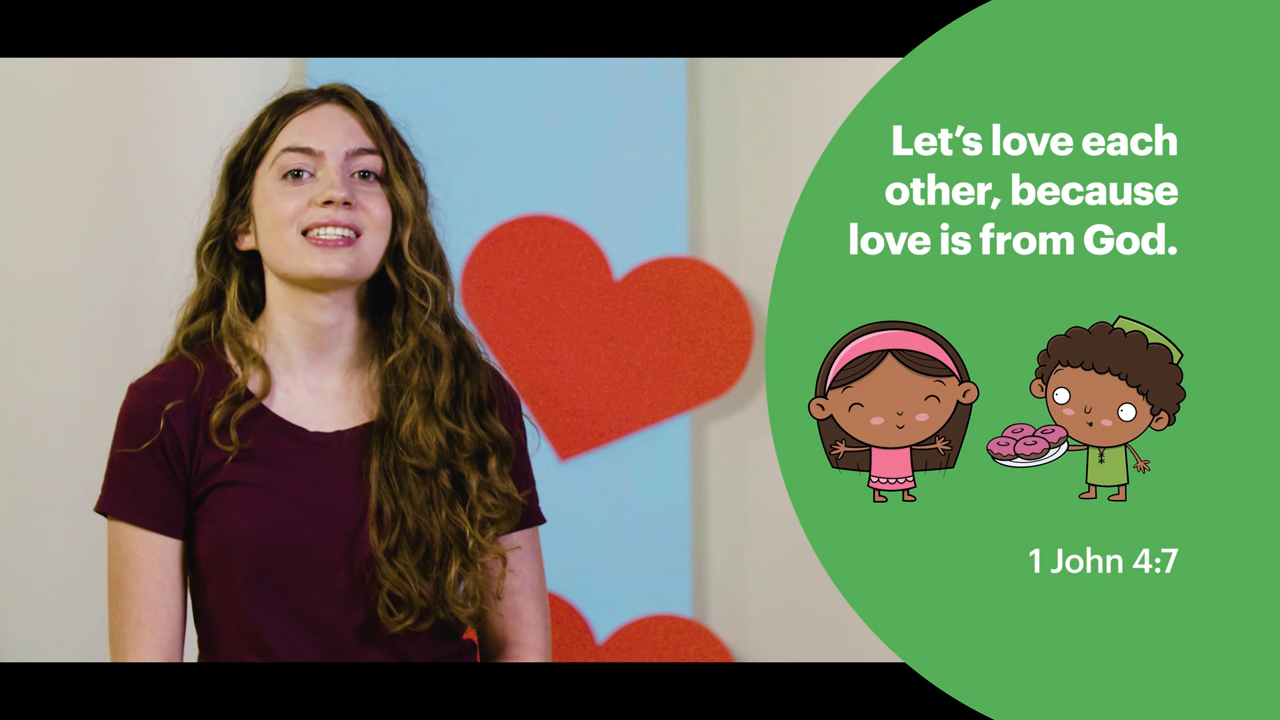 Let’s love each
other, because
love is from God.
1 John 4:7